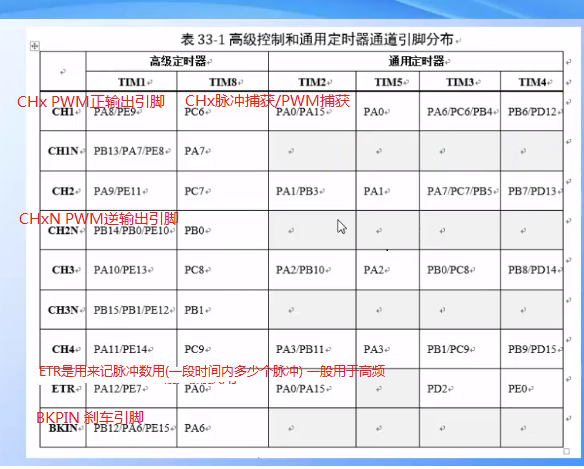 表 33-1 高级控制和通用定时器通道引脚分布
高级定时器 通用定时器
TIM1 TIM8 TIM2 TIM5 TIM3 TIM4
CHx PWM正输出引脚 CHx脉冲捕获/PWM捕获
CH1 PA8/PE9 PC6 PA0/PA15 PA0 PA6/PC6/PB4 PB6/PD12
CH1N PB13/PA7/PE8 PA7
CH2 PA9/PE11 PC7 PA1/PB3 PA1 PA7/PC7/PB5 PB7/PD13
CHxN PWM逆输出引脚
CH2N PB14/PB0/PE10 PB0
CH3 PA10/PE13 PC8 PA2/PB10 PA2 PB0/PC8 PB8/PD14
CH3N PB15/PB1/PE12 PB1
CH4 PA11/PE14 PC9 PA3/PB11 PA3 PB1/PC9 PB9/PD15
ETR是用来记脉冲数用(一段时间内多少个脉冲) 一般用于高频
ETR PA12/PE7 PA0 PA0/PA15 PD2 PE0
BKPIN 刹车引脚
BKIN PB12/PA6/PE15 PA6